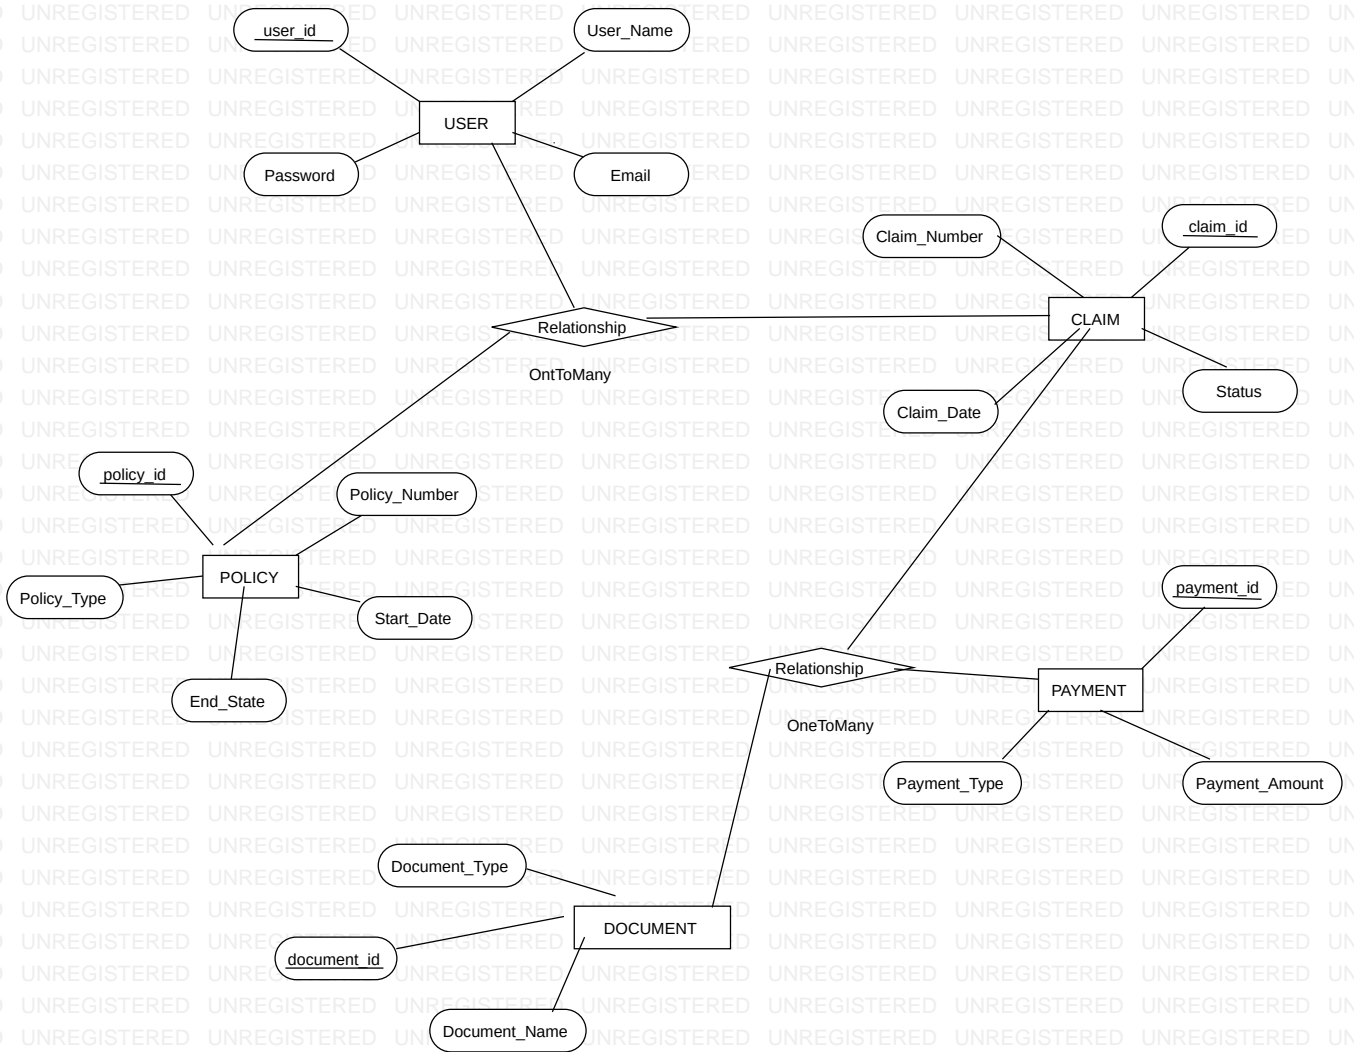 user_id
User_Name
USER
Password
Email
Claim_Number
claim_id
CLAIM
Relationship
OntToMany
Status
Claim_Date
policy_id
Policy_Number
POLICY
Policy_Type
Start_Date
End_State
payment_id
Relationship
PAYMENT
OneToMany
Payment_Type
Payment_Amount
Document_Type
DOCUMENT
document_id
Document_Name
UNREGISTERED